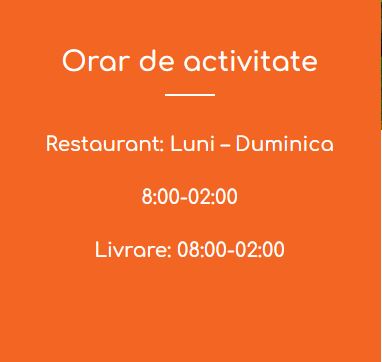 Orar de activitate
Restaurant: Luni – Duminica
8:00-02:00
Livrare: 08:00-02:00